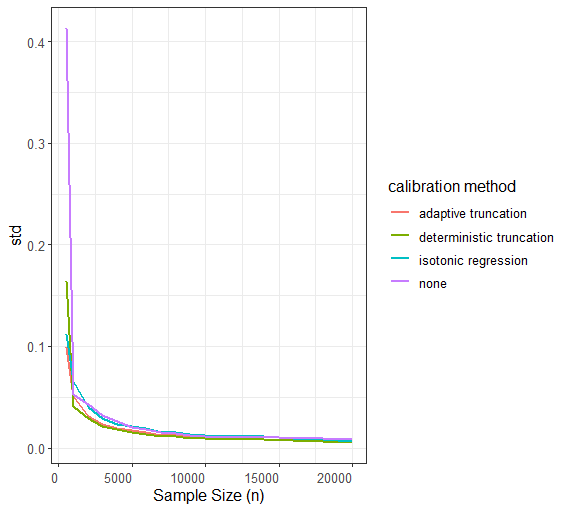 0.4
0.3
0.2
0.1
0.0
std
0 5000 10000 15000 20000
Sample Size (n)
calibration method
adaptive truncation
deterministic truncation
isotonic regression
none